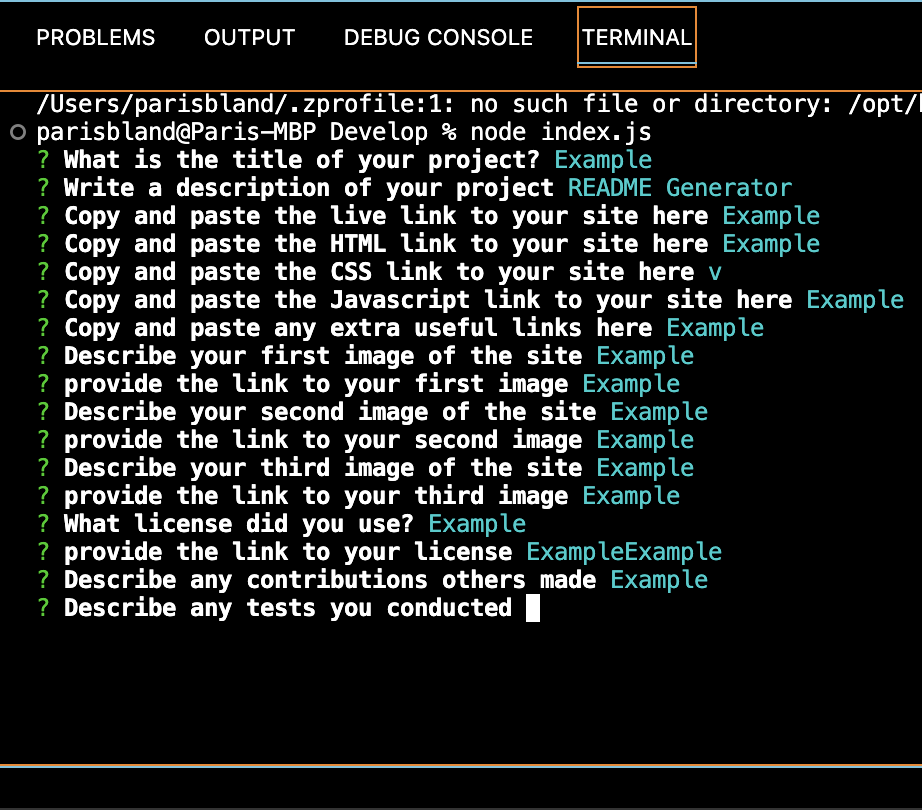 PROBLEMS OUTPUT DEBUG CONSOLE TERMINAL
/Users/parisbland/.zprofile:1: no such file or directory: /opt/
parisbland@Paris-MBP Develop % node index.js
? What is the title of your project? Example
? Write a description of your project README Generator
? Copy and paste the live link to your site here Example
? Copy and paste the HTML link to your site here Example
? Copy and paste the CSS link to your site here v
? Copy and paste the Javascript link to your site here Example
? Copy and paste any extra useful links here Example
? Describe your first image of the site Example
? provide the link to your first image Example
? Describe your second image of the site Example
? provide the link to your second image Example
? Describe your third image of the site Example
? provide the link to your third image Example
? What license did you use? Example
? provide the link to your license ExampleExample
? Describe any contributions others made Example
? Describe any tests you conducted